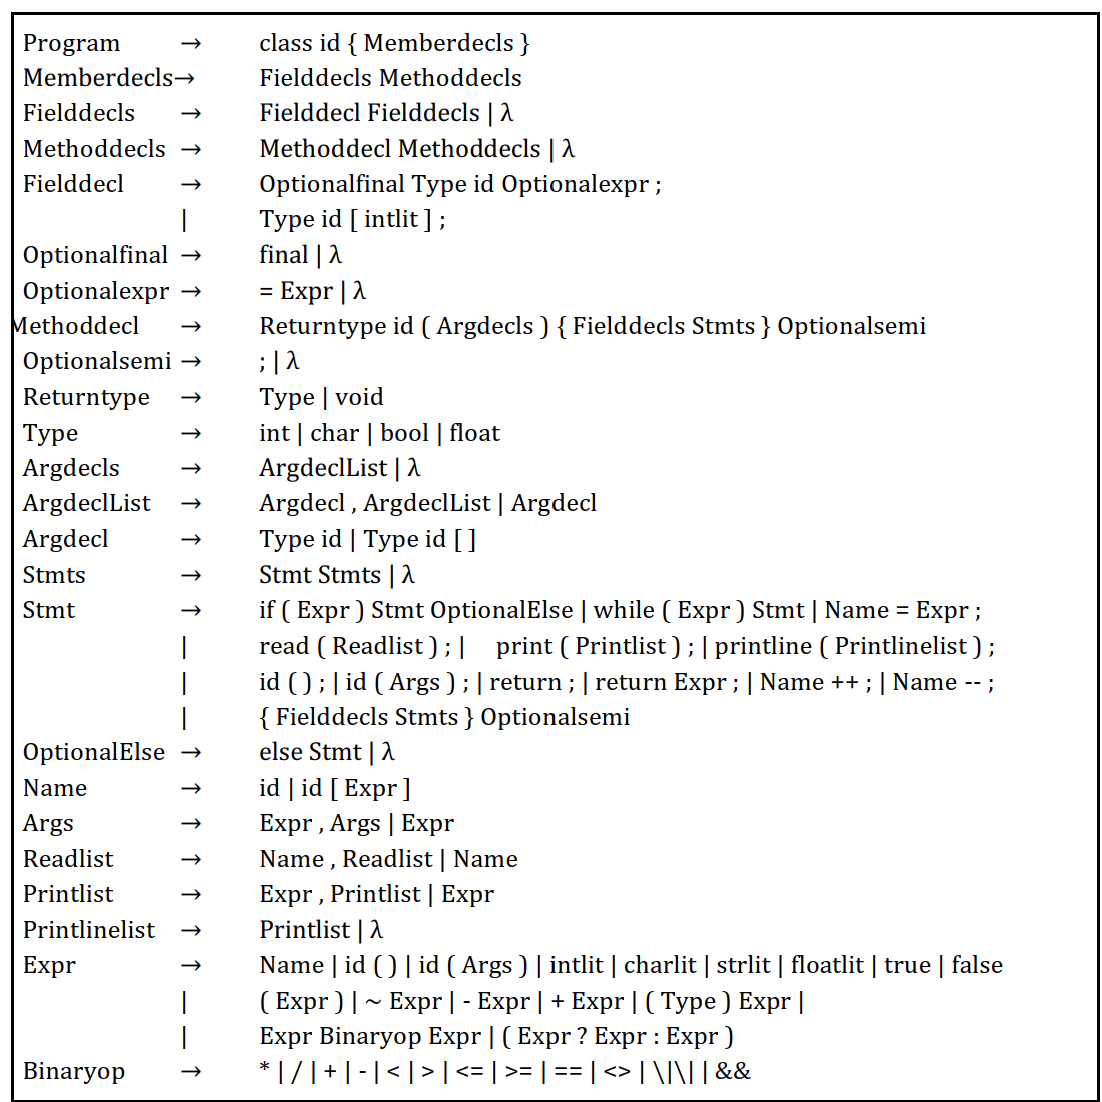 Program → class id { Memberdecls }
Memberdecls→ Fielddecls Methoddecls
Fielddecls → Fielddecl Fielddecls | λ
Methoddecls → Methoddecl Methoddecls | λ
Fielddecl → Optionalfinal Type id Optionalexpr ;
| Type id [ intlit ] ;
Optionalfinal → final | λ
Optionalexpr → = Expr | λ
Methoddecl → Returntype id ( Argdecls ) { Fielddecls Stmts } Optionalsemi
Optionalsemi → ; | λ
Returntype → Type | void
Type → int | char | bool | float
Argdecls → ArgdeclList | λ
ArgdeclList → Argdecl , ArgdeclList | Argdecl
Argdecl → Type id | Type id [ ]
Stmts → Stmt Stmts | λ
Stmt → if ( Expr ) Stmt OptionalElse | while ( Expr ) Stmt | Name = Expr ;
| read ( Readlist ) ; | print ( Printlist ) ; | printline ( Printlinelist ) ;
| id ( ) ; | id ( Args ) ; | return ; | return Expr ; | Name ++ ; | Name -- ;
| { Fielddecls Stmts } Optionalsemi
OptionalElse → else Stmt | λ
Name → id | id [ Expr ]
Args → Expr , Args | Expr
Readlist → Name , Readlist | Name
Printlist → Expr , Printlist | Expr
Printlinelist → Printlist | λ
Expr → Name | id ( ) | id ( Args ) | intlit | charlit | strlit | floatlit | true | false
| ( Expr ) | ~ Expr | - Expr | + Expr | ( Type ) Expr |
| Expr Binaryop Expr | ( Expr ? Expr : Expr )
Binaryop → * | / | + | - | < | > | <= | >= | == | <> | \|\| | &&